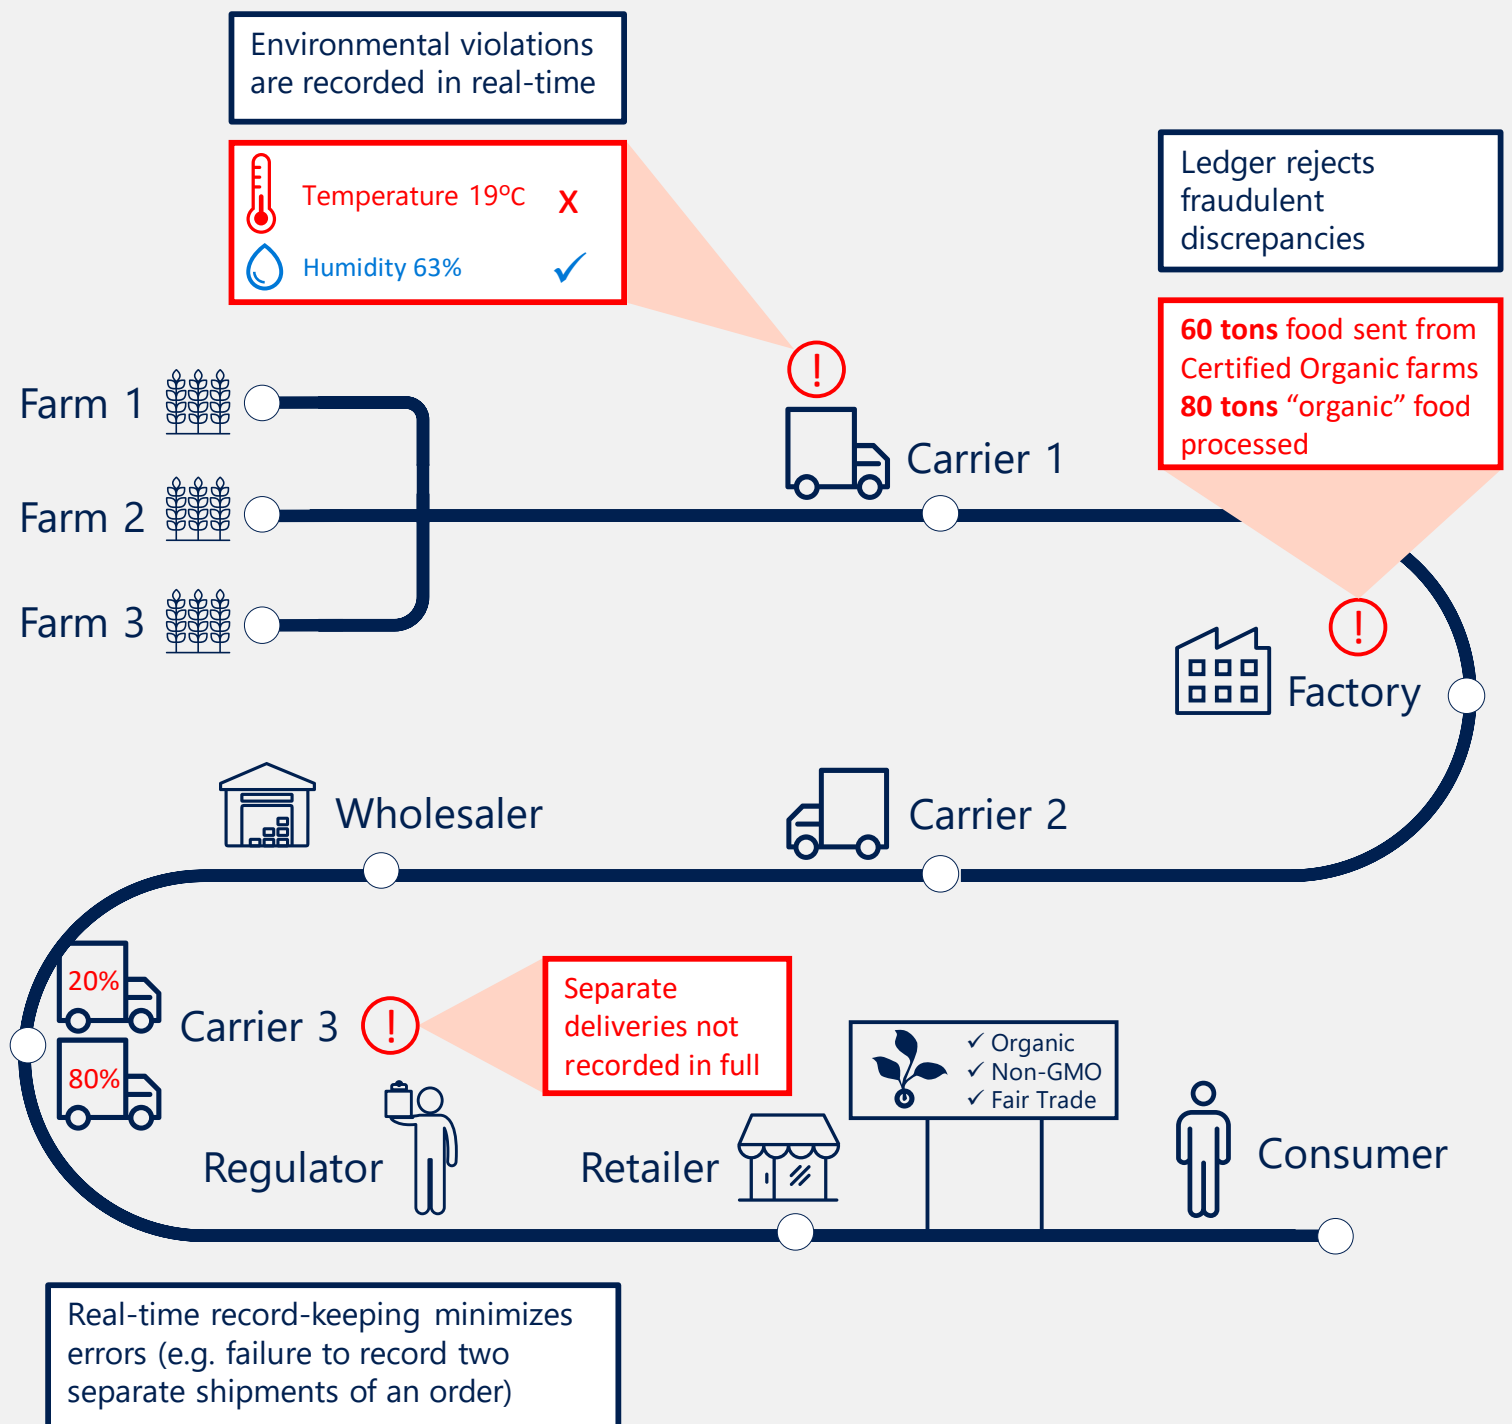 Environmental violations
are recorded in real-time
Temperature 19ºC x
Humidity 63%
Ledger rejects
fraudulent
discrepancies
60 tons food sent from
Certified Organic farms
80 tons “organic” food
processed
Farm 1
Farm 2
Farm 3
Carrier 1
Factory
Wholesaler
Carrier 2
20%
80%
Carrier 3
Separate
deliveries not
recorded in full
✓ Organic
✓ Non-GMO
✓ Fair Trade
Regulator
Retailer
Consumer
Real-time record-keeping minimizes
errors (e.g. failure to record two
separate shipments of an order)